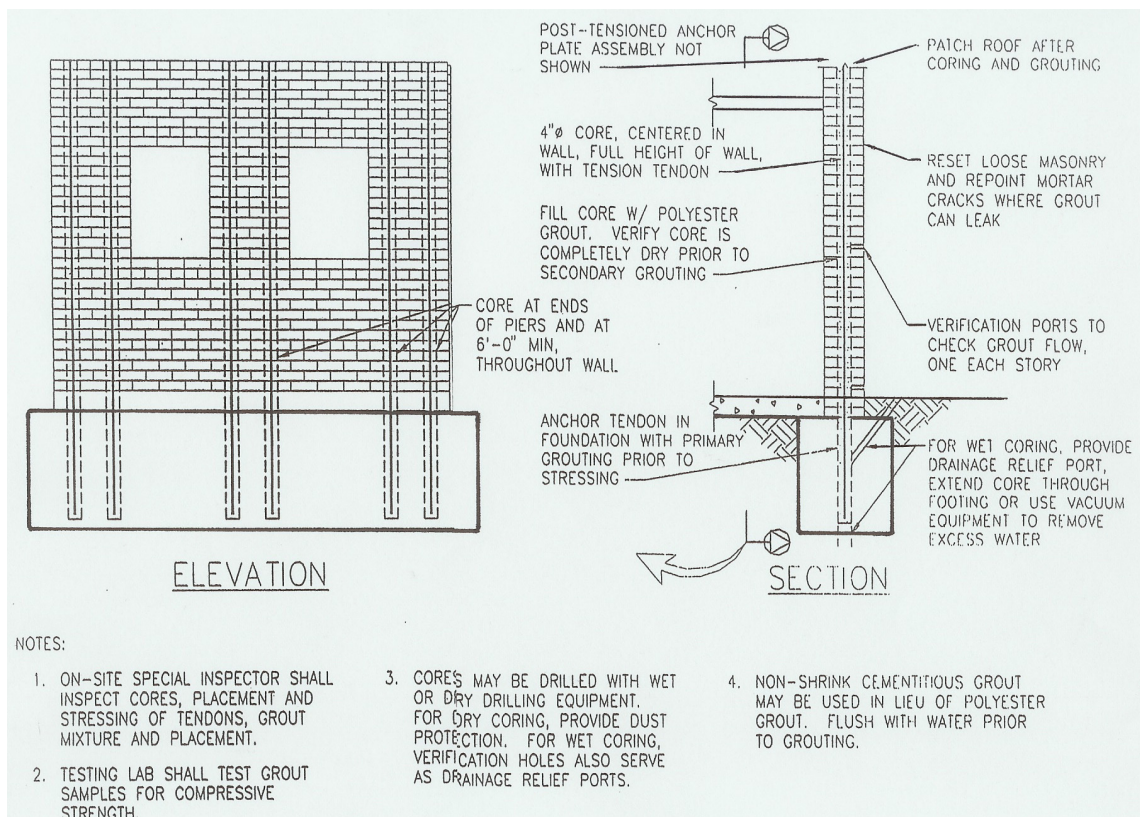 POST-TENSIONED ANCHOR
PLATE ASSEMBLY NOT
SHOWN
PATCH ROOF AFTER
CORING AND GROUTING
4"ø CORE, CENTERED IN
WALL, FULL HEIGHT OF WALL,
WITH TENSION TENDON
RESET LOOSE MASONRY
AND REPOINT MORTAR
CRACKS WHERE GROUT
CAN LEAK
FILL CORE W/ POLYESTER
GROUT. VERIFY CORE IS
COMPLETELY DRY PRIOR TO
SECONDARY GROUTING
CORE AT ENDS
OF PIERS AND AT
6'-0" MIN,
THROUGHOUT WALL
VERIFICATION PORTS TO
CHECK GROUT FLOW,
ONE EACH STORY
ANCHOR TENDON IN
FOUNDATION WITH PRIMARY
GROUTING PRIOR TO
STRESSING
FOR WET CORING, PROVIDE
DRAINAGE RELIEF PORT,
EXTEND CORE THROUGH
FOOTING OR USE VACUUM
EQUIPMENT TO REMOVE
EXCESS WATER
ELEVATION
SECTION
NOTES:
1. ON-SITE SPECIAL INSPECTOR SHALL
INSPECT CORES, PLACEMENT AND
STRESSING OF TENDONS, GROUT
MIXTURE AND PLACEMENT.
2. TESTING LAB SHALL TEST GROUT
SAMPLES FOR COMPRESSIVE
STRENGTH
3. CORES MAY BE DRILLED WITH WET
OR DRY DRILLING EQUIPMENT.
FOR DRY CORING, PROVIDE DUST
PROTECTION. FOR WET CORING,
VERIFICATION HOLES ALSO SERVE
AS DRAINAGE RELIEF PORTS.
4. NON-SHRINK CEMENTITIOUS GROUT
MAY BE USED IN LIEU OF POLYESTER
GROUT. FLUSH WITH WATER PRIOR
TO GROUTING.